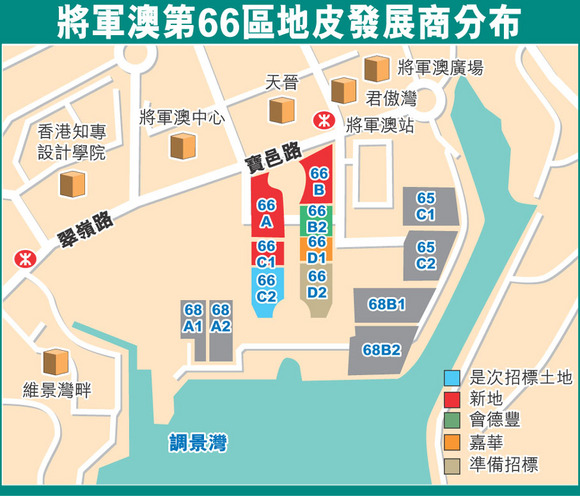 將軍澳第66區地皮發展商分布
將軍澳廣場
天晉
君傲灣
將軍澳中心
將軍澳站
香港知專
設計學院
寶邑路
翠嶺路
66
A
66
B
66
B2
66
C1
66
D1
66
C2
66
D2
65
C1
65
C2
68
A1
68
A2
68B1
68B2
維景灣畔
調景灣
是次招標土地
新地
會德豐
嘉華
準備招標